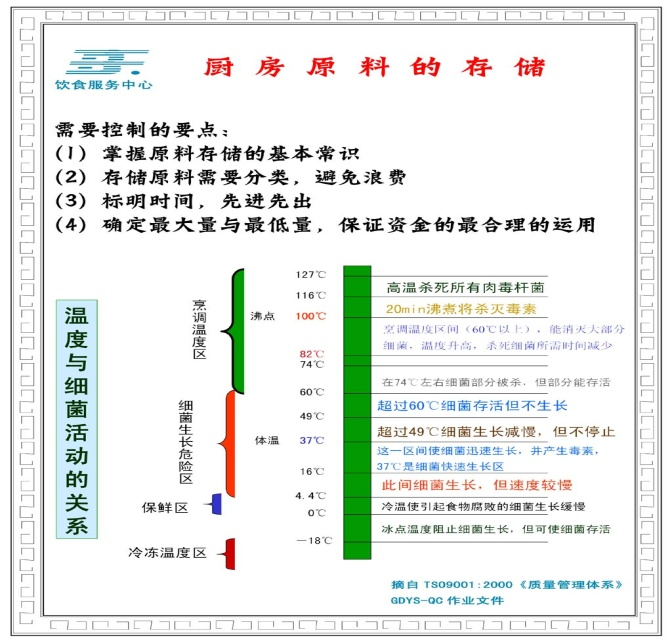 饮食服务中心
厨房原料的存储
需要控制的要点：
(1) 掌握原料存储的基本常识
(2) 存储原料需要分类，避免浪费
(3) 标明时间，先进先出
(4) 确定最大量与最低量，保证资金的最合理的运用
温度与细菌活动的关系
烹调温度区
细菌生长危险区
保鲜区
冷冻温度区
沸点
体温
127℃
116℃
100℃
82℃
74℃
60℃
49℃
37℃
16℃
4.4℃
0℃
－18℃
高温杀死所有肉毒杆菌
20min沸煮将杀灭毒素
烹调温度区间（60℃以上），能消灭大部分
细菌，温度升高，杀死细菌所需时间减少
在74℃左右细菌部分被杀，但部分能存活
超过60℃细菌存活但不生长
超过49℃细菌生长减慢，但不停止
这一区间使细菌迅速生长，并产生毒素，
37℃是细菌快速生长区
此间细菌生长，但速度较慢
冷温使引起食物腐败的细菌生长缓慢
冰点温度阻止细菌生长，但可使细菌存活
摘自TS09001:2000《质量管理体系》
GDYS-QC作业文件